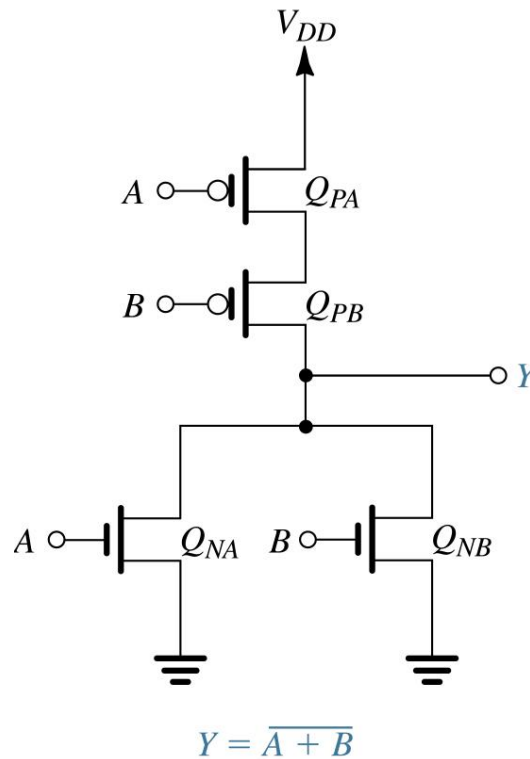 V_DD
A
Q_PA
B
Q_PB
Y
A
Q_NA
B
Q_NB
Y = \overline{A + B}